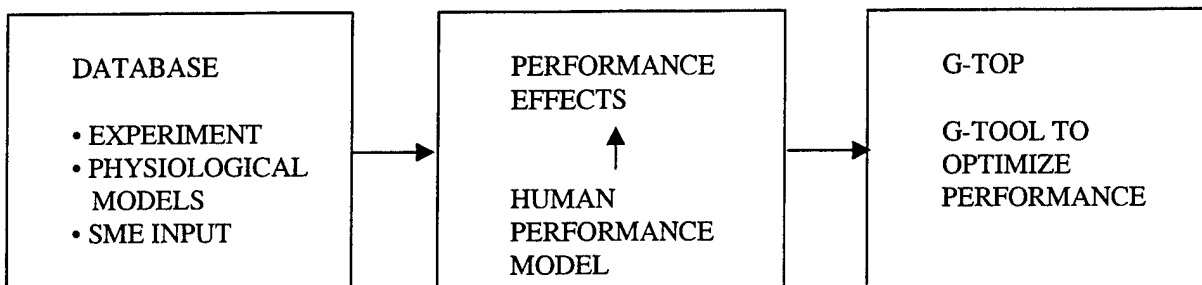 DATABASE
• EXPERIMENT
• PHYSIOLOGICAL
MODELS
• SME INPUT
PERFORMANCE
EFFECTS
HUMAN
PERFORMANCE
MODEL
G-TOP
G-TOOL TO
OPTIMIZE
PERFORMANCE